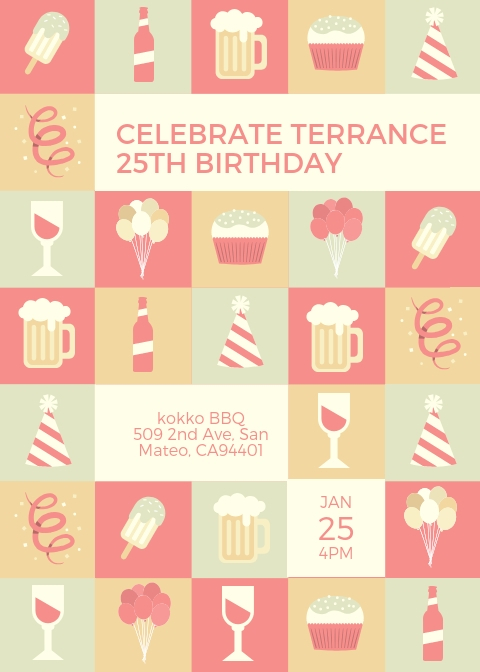 CELEBRATE TERRANCE
25TH BIRTHDAY
kokko BBQ
509 2nd Ave, San
Mateo, CA94401
JAN
25
4PM